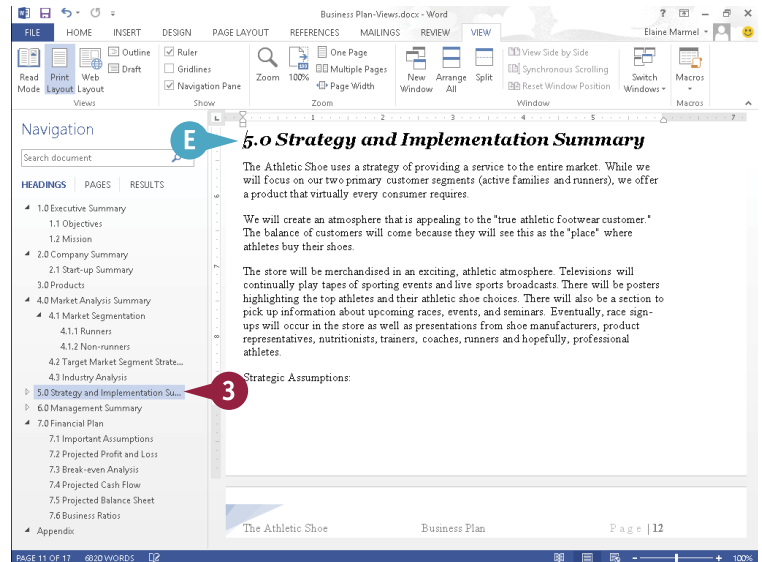 Business Plan-Views.docx - Word
FILE HOME INSERT DESIGN PAGE LAYOUT REFERENCES MAILINGS REVIEW VIEW Elaine Marmel
Read Mode
Print Layout
Web Layout
Outline
Draft
Views
Ruler
Gridlines
Navigation Pane
Show
Zoom
100%
One Page
Multiple Pages
Page Width
Zoom
New Window
Arrange All
Split
View Side by Side
Synchronous Scrolling
Reset Window Position
Window
Switch Windows
Macros
Macros
Navigation
Search document
HEADINGS PAGES RESULTS
1.0 Executive Summary
1.1 Objectives
1.2 Mission
2.0 Company Summary
2.1 Start-up Summary
3.0 Products
4.0 Market Analysis Summary
4.1 Market Segmentation
4.1.1 Runners
4.1.2 Non-runners
4.2 Target Market Segment Strate...
4.3 Industry Analysis
5.0 Strategy and Implementation Su...
6.0 Management Summary
7.0 Financial Plan
7.1 Important Assumptions
7.2 Projected Profit and Loss
7.3 Break-even Analysis
7.4 Projected Cash Flow
7.5 Projected Balance Sheet
7.6 Business Ratios
Appendix
E
3
1 2 3 4 5 7
6
7
8
5.0 Strategy and Implementation Summary
The Athletic Shoe uses a strategy of providing a service to the entire market. While we
will focus on our two primary customer segments (active families and runners), we offer
a product that virtually every consumer requires.
We will create an atmosphere that is appealing to the "true athletic footwear customer."
The balance of customers will come because they will see this as the "place" where
athletes buy their shoes.
The store will be merchandised in an exciting, athletic atmosphere. Televisions will
continually play tapes of sporting events and live sports broadcasts. There will be posters
highlighting the top athletes and their athletic shoe choices. There will also be a section to
pick up information about upcoming races, events, and seminars. Eventually, race sign-
ups will occur in the store as well as presentations from shoe manufacturers, product
representatives, nutritionists, trainers, coaches, runners and hopefully, professional
athletes.
Strategic Assumptions:
The Athletic Shoe Business Plan Page |12
PAGE 11 OF 17 6820 WORDS 100%